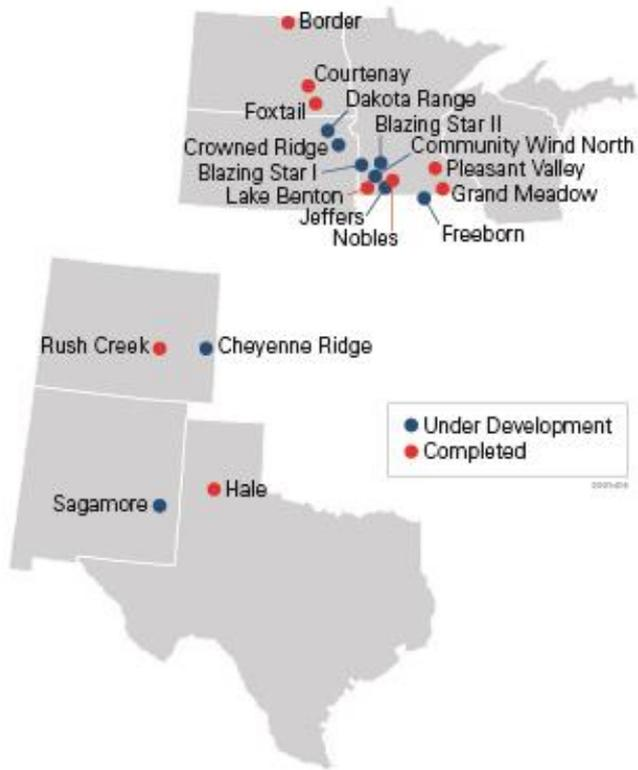 Border
Courtenay
Dakota Range
Foxtail
Blazing Star II
Crowned Ridge
Community Wind North
Blazing Star I
Pleasant Valley
Lake Benton
Grand Meadow
Jeffers
Nobles
Freeborn
Rush Creek
Cheyenne Ridge
Under Development
Completed
Hale
Sagamore